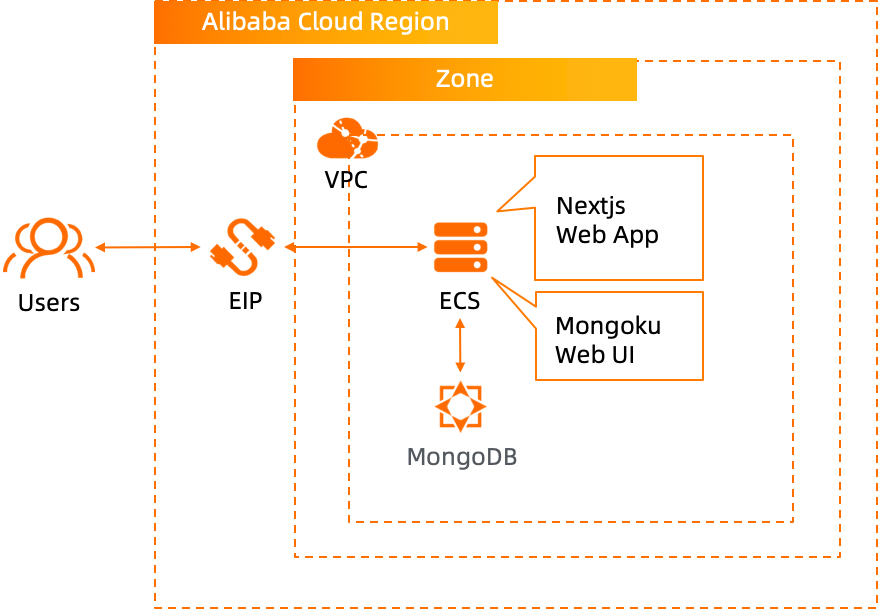 Alibaba Cloud Region
Zone
VPC
Nextjs
Web App
Users
EIP
ECS
Mongoku
Web UI
MongoDB